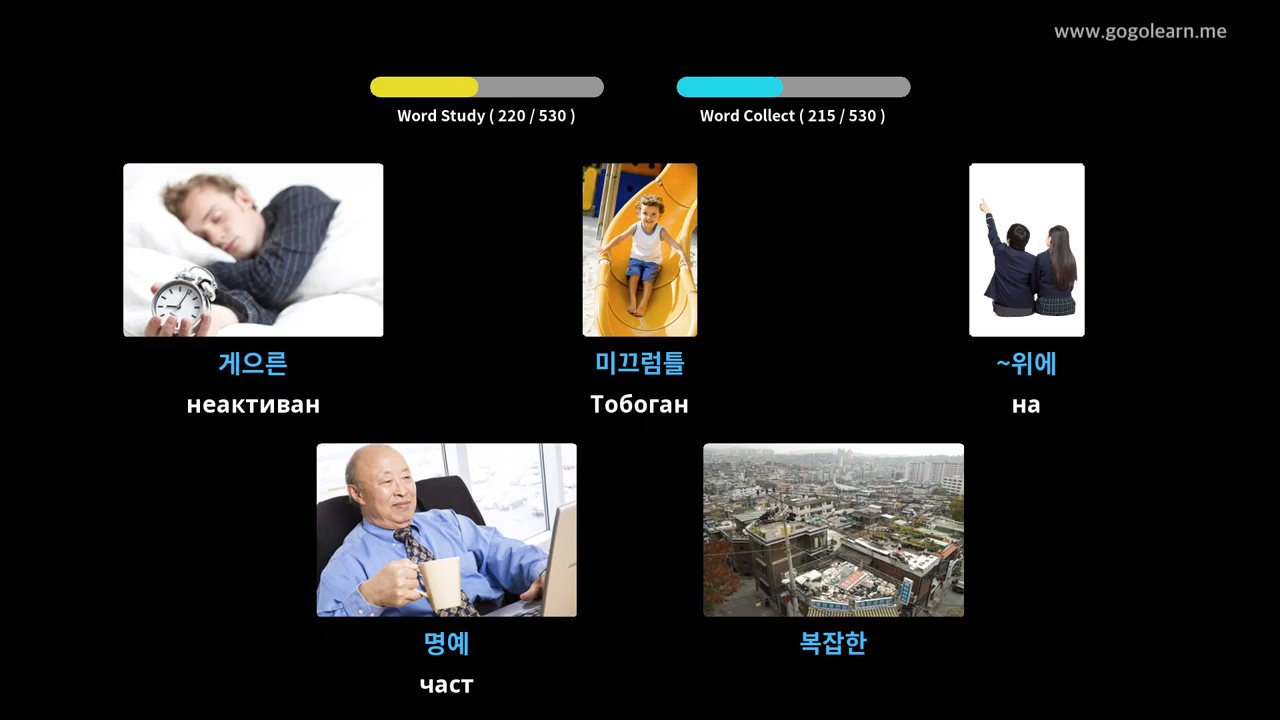 www.gogolearn.me
Word Study ( 220 / 530 )
Word Collect ( 215 / 530 )
게으른
неактиван
미끄럼틀
Тобоган
~위에
на
명예
част
복잡한